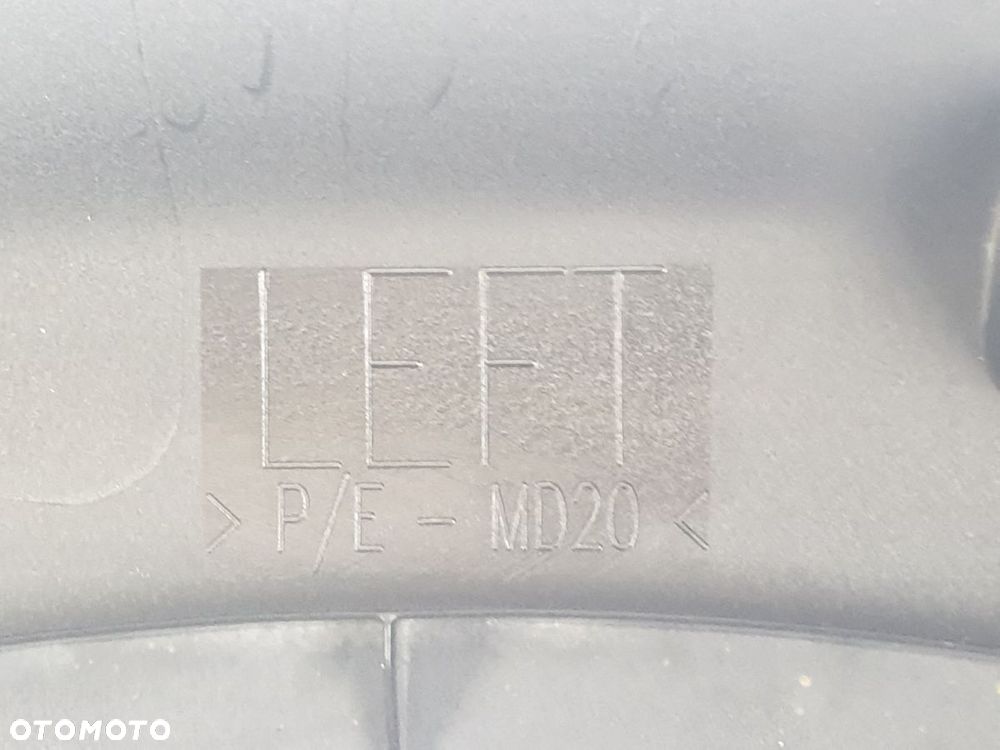 LEFT
> P/E - MD20 <
OTOMOTO